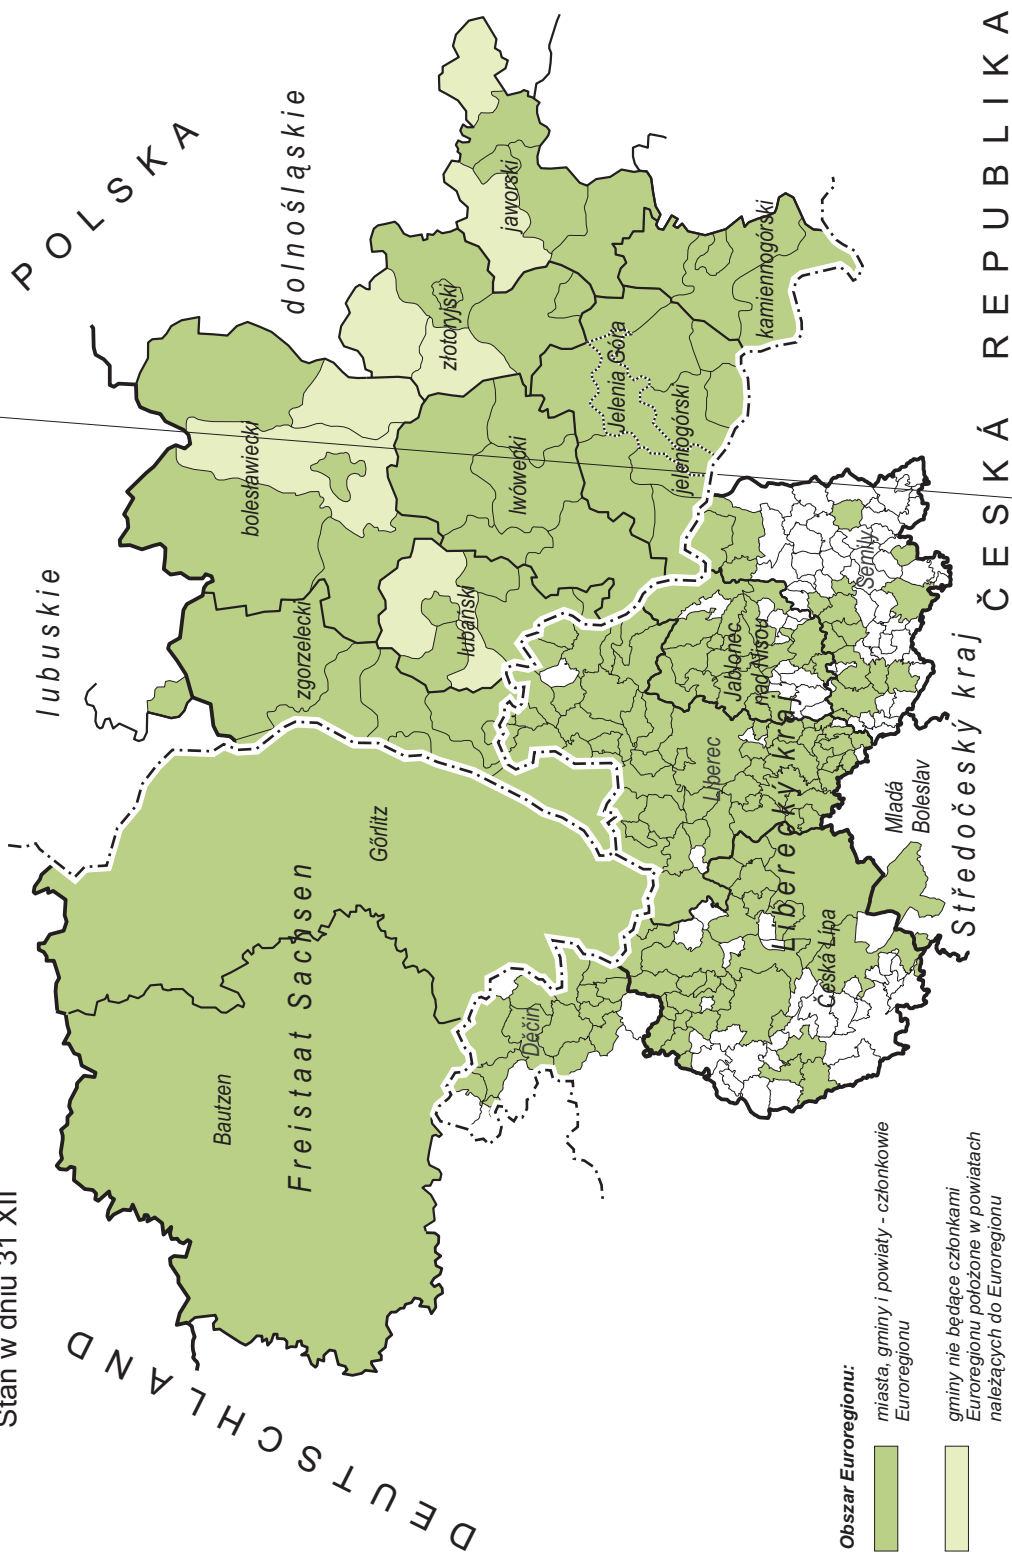 Stan w dniu 31 XII
DEUTSCHLAND
POLSKA
ČESKÁ REPUBLIKA
lubuskie
dolnośląskie
Freistaat Sachsen
Bautzen
Görlitz
zgorzelecki
bolesławiecki
lubański
lwówecki
złotoryjski
jaworski
Jelenia Góra
jeleniogórski
kamiennogórski
Děčín
Česká Lípa
Liberecký kraj
Liberec
Jablonec
nad Nisou
Semily
Mladá
Boleslav
Středočeský kraj
Obszar Euroregionu:
miasta, gminy i powiaty - członkowie
Euroregionu
gminy nie będące członkami
Euroregionu położone w powiatach
należących do Euroregionu